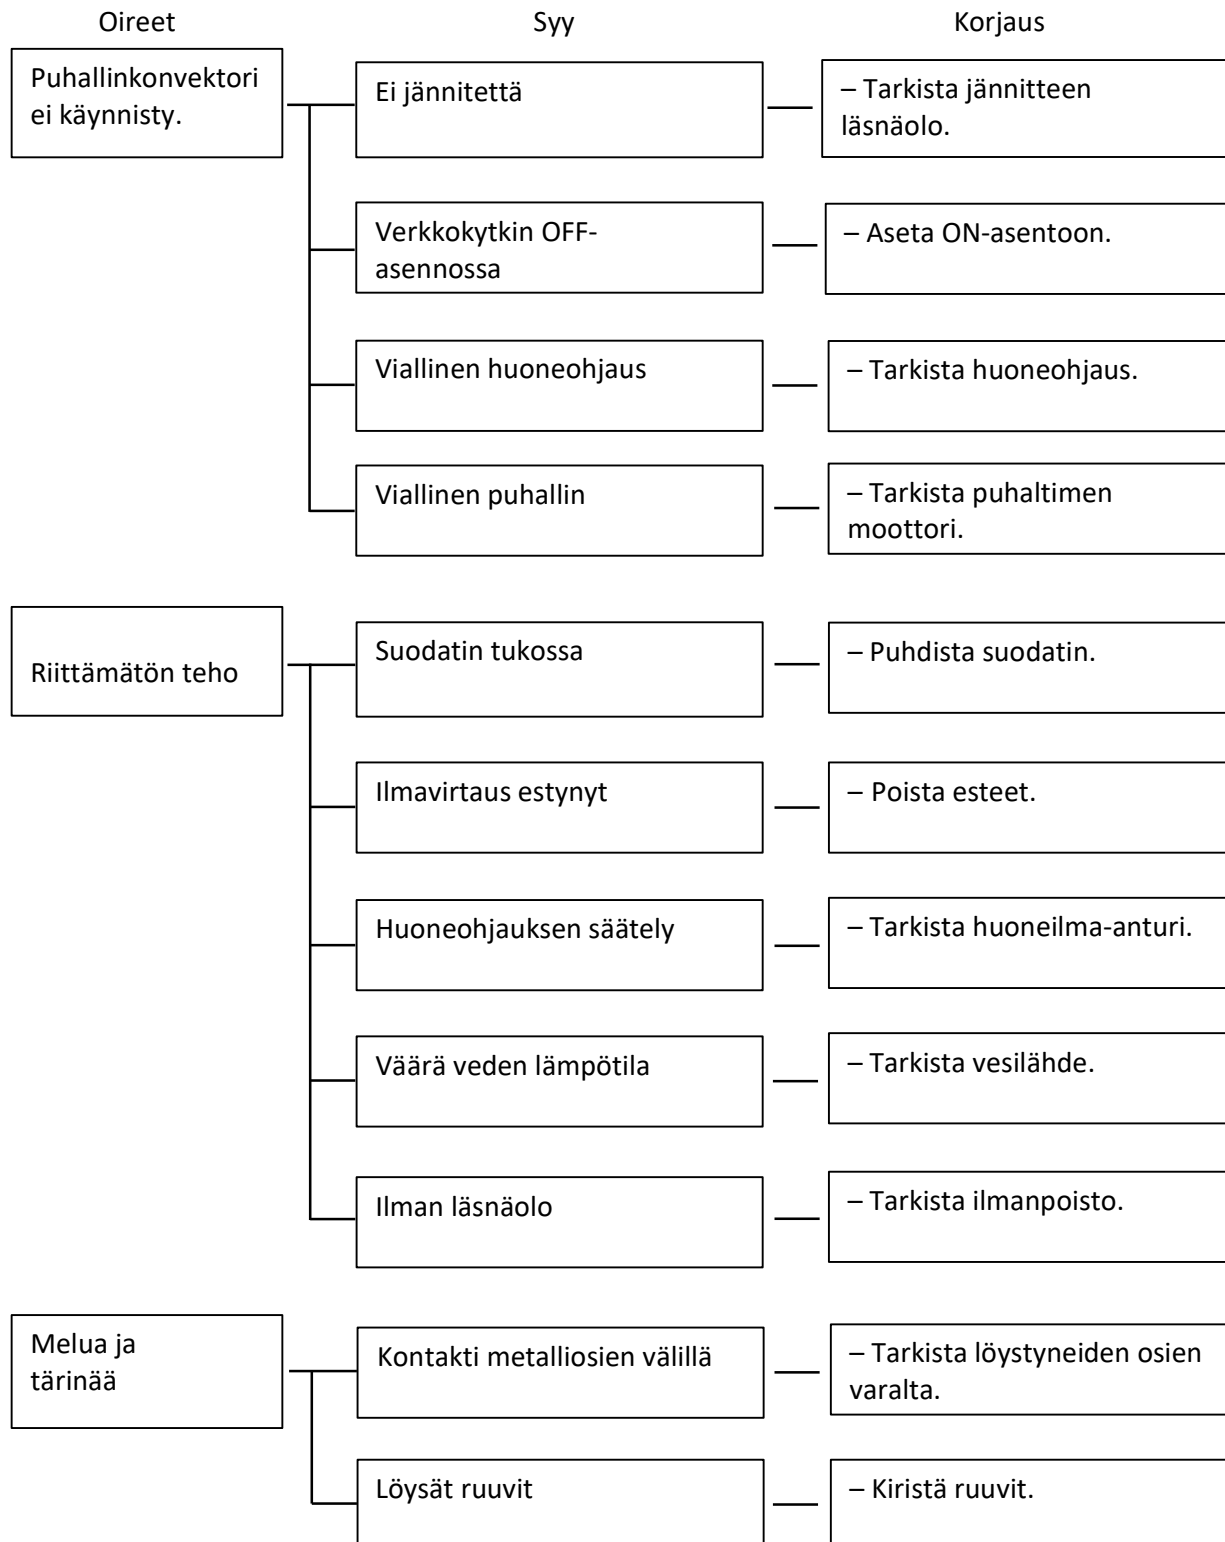 Oireet
Syy
Korjaus
Puhallinkonvektori
ei käynnisty.
Ei jännitettä
– Tarkista jännitteen
läsnäolo.
Verkkokytkin OFF-
asennossa
– Aseta ON-asentoon.
Viallinen huoneohjaus
– Tarkista huoneohjaus.
Viallinen puhallin
– Tarkista puhaltimen
moottori.
Riittämätön teho
Suodatin tukossa
– Puhdista suodatin.
Ilmavirtaus estynyt
– Poista esteet.
Huoneohjauksen säätely
– Tarkista huoneilma-anturi.
Väärä veden lämpötila
– Tarkista vesilähde.
Ilman läsnäolo
– Tarkista ilmanpoisto.
Melua ja
tärinää
Kontakti metalliosien välillä
– Tarkista löystyneiden osien
varalta.
Löysät ruuvit
– Kiristä ruuvit.